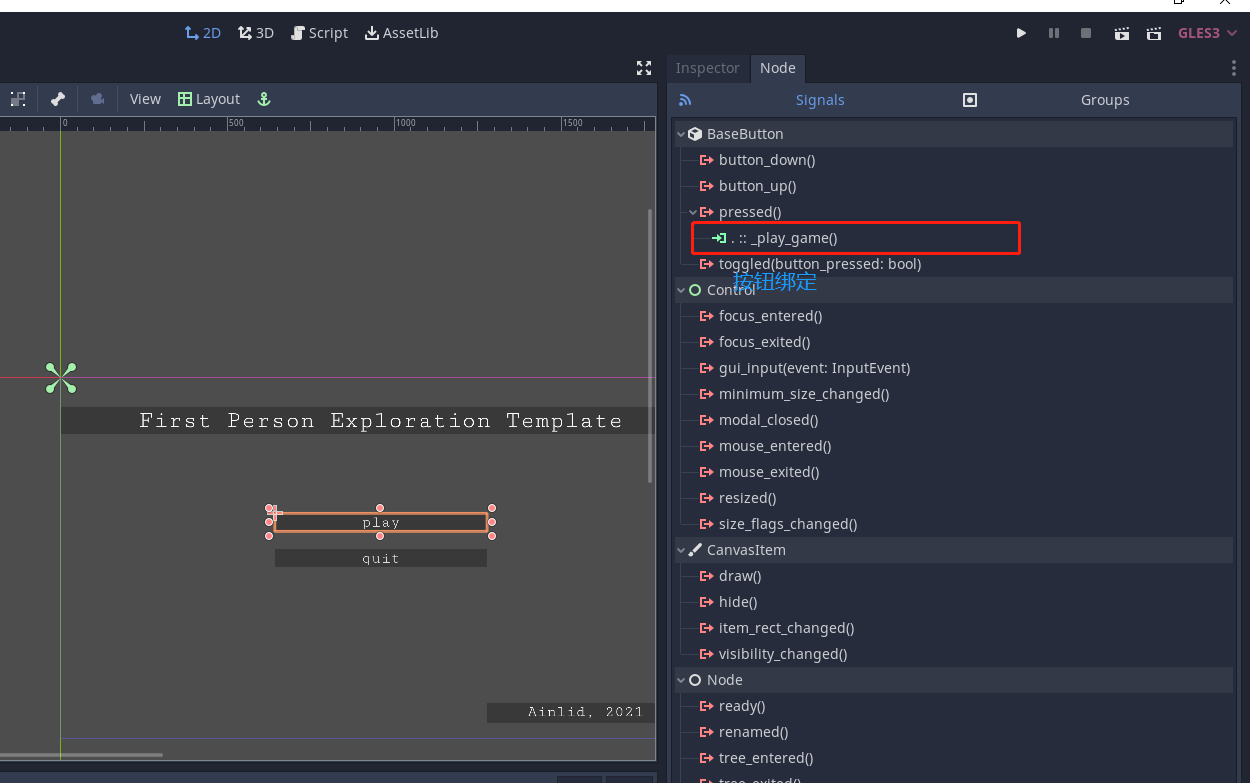 2D 3D Script AssetLib GLES3
Inspector Node
View Layout Signals Groups
0 500 1000 1500
BaseButton
button_down()
button_up()
pressed()
. :: _play_game()
toggled(button_pressed: bool)
按钮绑定
Control
focus_entered()
focus_exited()
gui_input(event: InputEvent)
minimum_size_changed()
modal_closed()
mouse_entered()
mouse_exited()
resized()
size_flags_changed()
CanvasItem
draw()
hide()
item_rect_changed()
visibility_changed()
Node
ready()
renamed()
tree_entered()
tree_exited()
First Person Exploration Template
play
quit
Ainlid, 2021